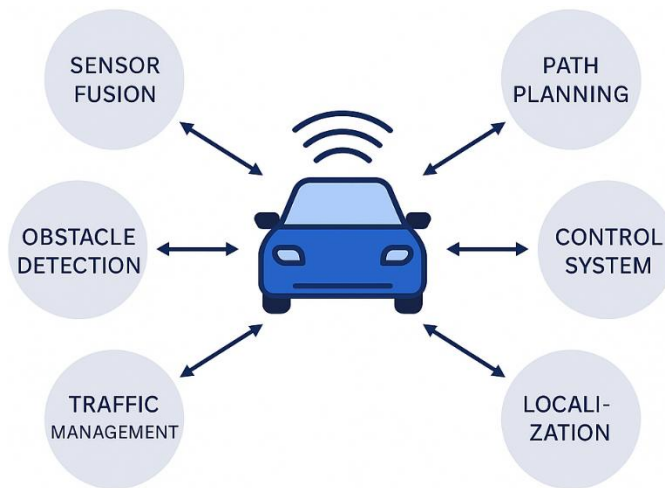 SENSOR
FUSION
PATH
PLANNING
OBSTACLE
DETECTION
CONTROL
SYSTEM
TRAFFIC
MANAGEMENT
LOCALI-
ZATION